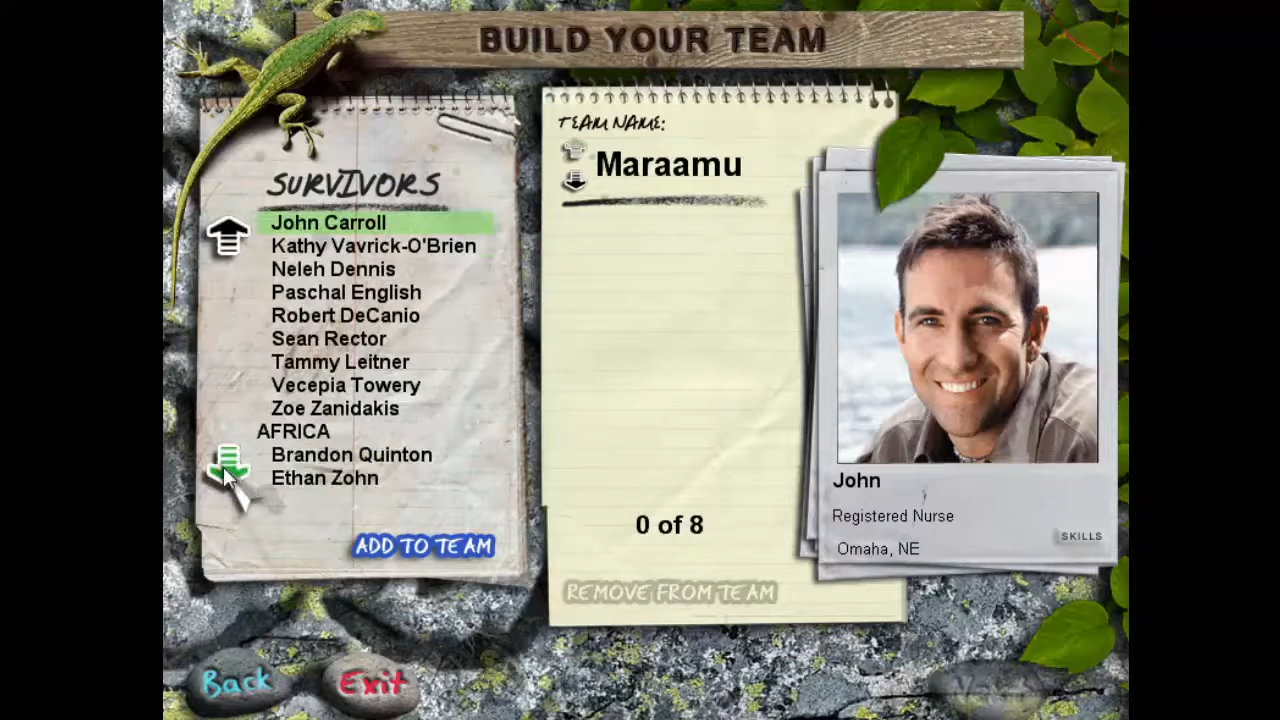 BUILD YOUR TEAM
SURVIVORS
John Carroll
Kathy Vavrick-O'Brien
Neleh Dennis
Paschal English
Robert DeCanio
Sean Rector
Tammy Leitner
Vecepia Towery
Zoe Zanidakis
AFRICA
Brandon Quinton
Ethan Zohn
ADD TO TEAM
TEAM NAME:
Maraamu
0 of 8
REMOVE FROM TEAM
John
Registered Nurse
SKILLS
Omaha, NE
Back
Exit